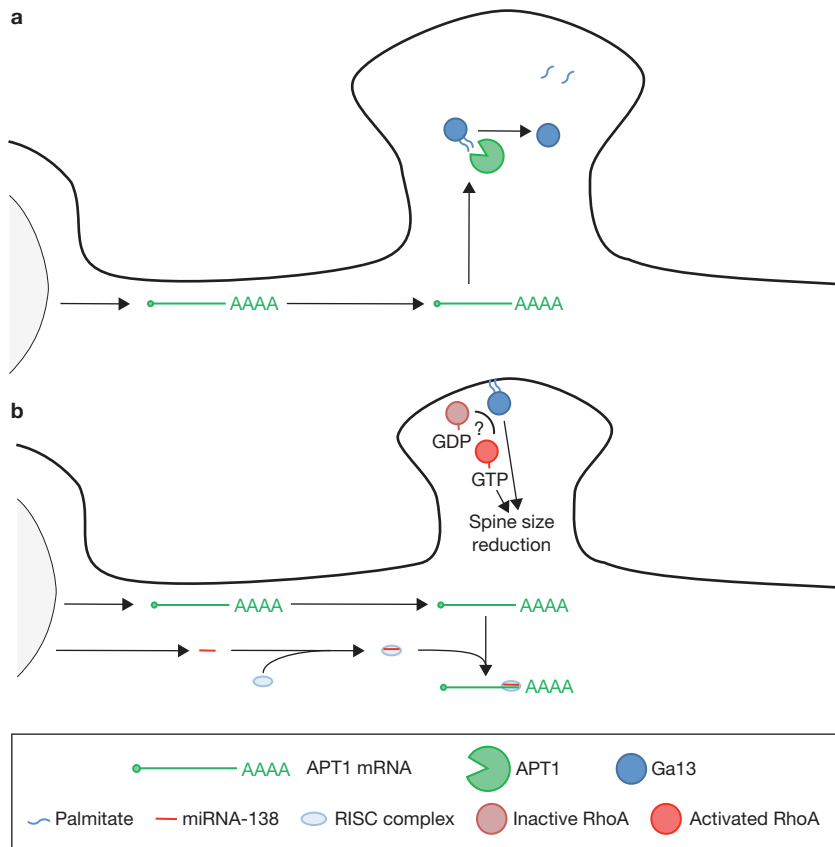 a
AAAA
AAAA
b
GDP
?
GTP
Spine size
reduction
AAAA
AAAA
AAAA
AAAA
APT1 mRNA
APT1
Ga13
Palmitate
miRNA-138
RISC complex
Inactive RhoA
Activated RhoA